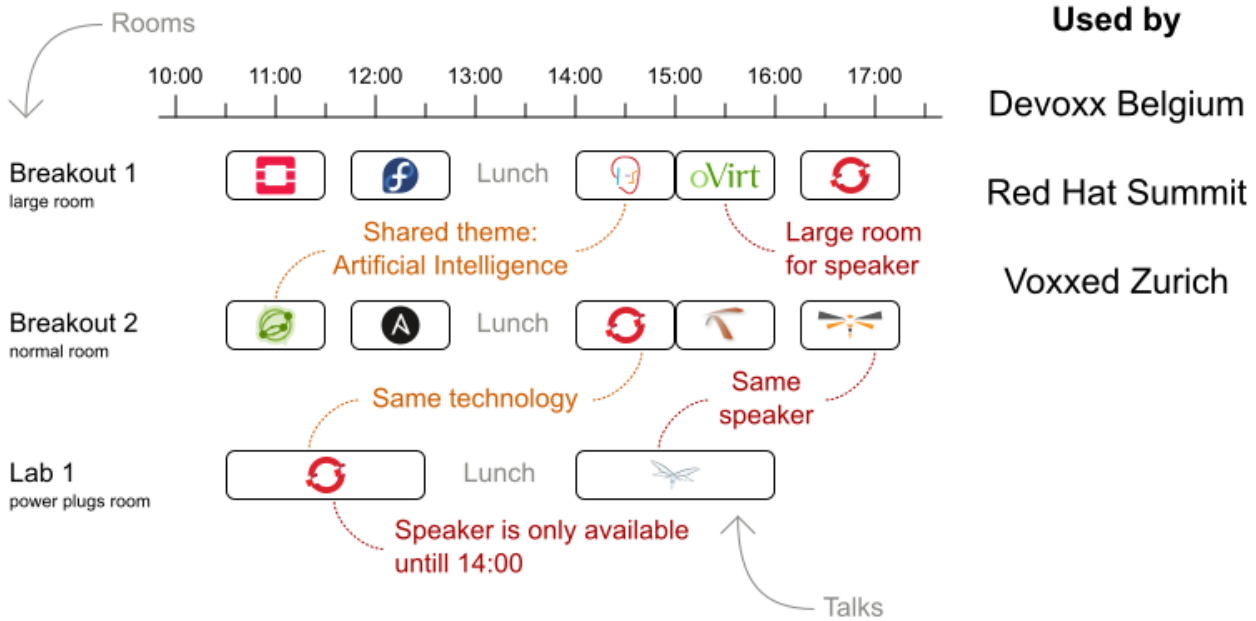 Rooms
Used by
10:00 11:00 12:00 13:00 14:00 15:00 16:00 17:00
Devoxx Belgium
Breakout 1
large room
Lunch
oVirt
Red Hat Summit
Shared theme:
Artificial Intelligence
Large room
for speaker
Voxxed Zurich
Breakout 2
normal room
Lunch
Same technology
Same
speaker
Lab 1
power plugs room
Lunch
Speaker is only available
untill 14:00
Talks